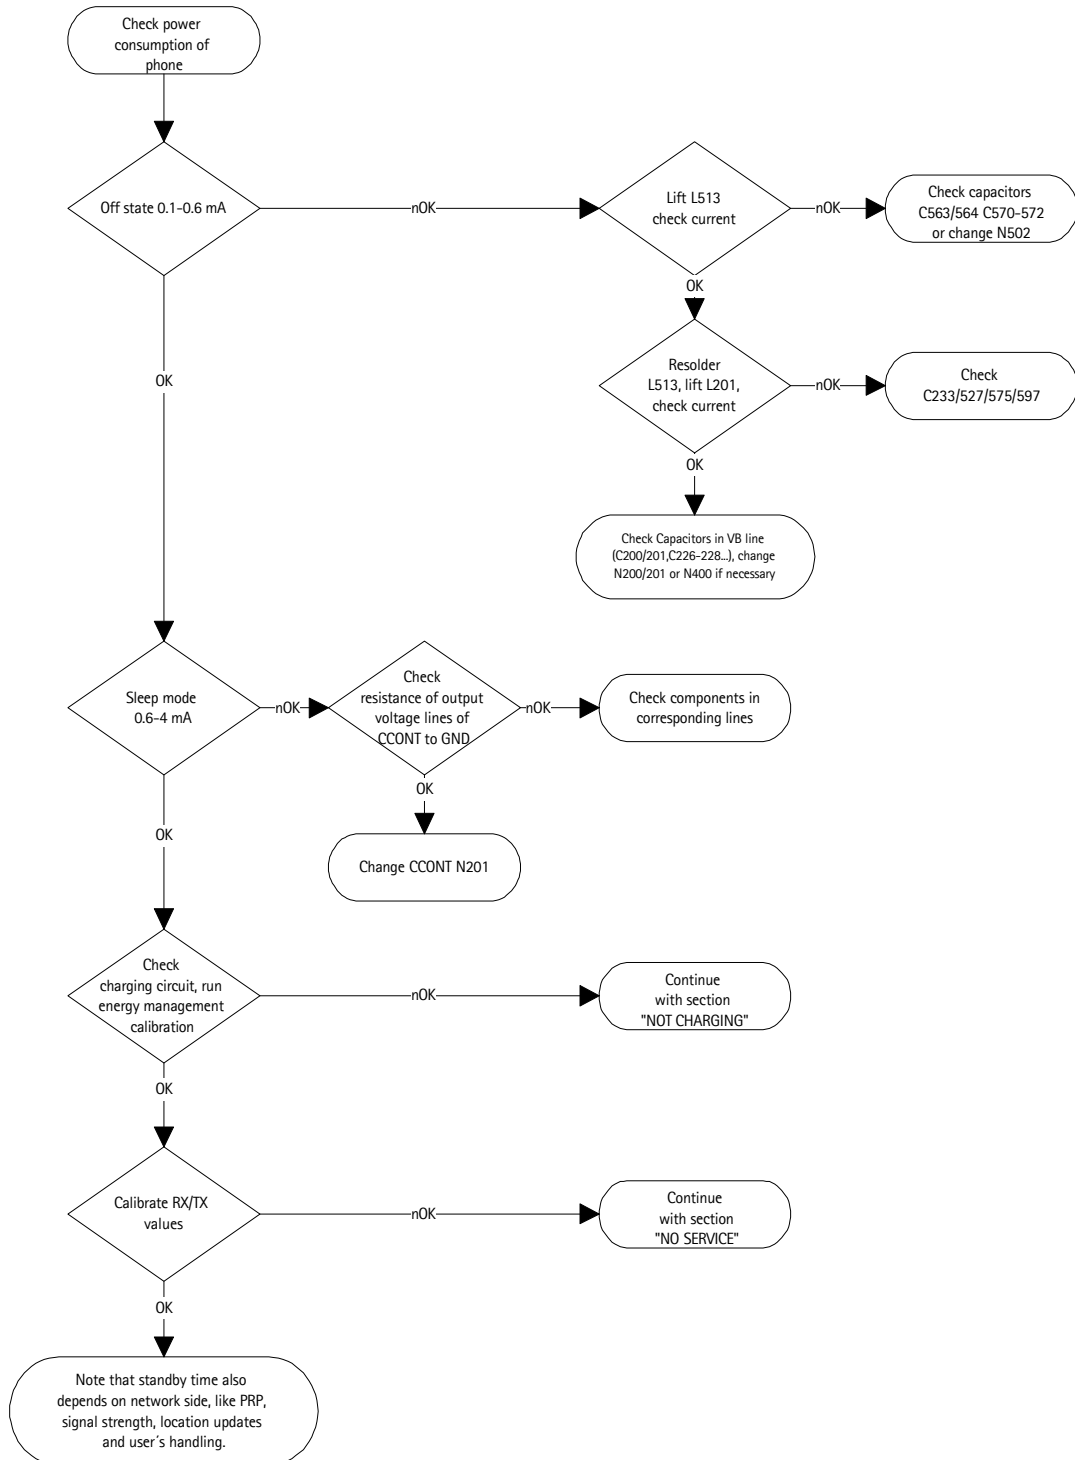 Check power
consumption of
phone
Off state 0.1-0.6 mA
nOK
Lift L513
check current
nOK
Check capacitors
C563/564 C570-572
or change N502
OK
Resolder
L513, lift L201,
check current
nOK
Check
C233/527/575/597
OK
Check Capacitors in VB line
(C200/201,C226-228...), change
N200/201 or N400 if necessary
OK
Sleep mode
0.6-4 mA
nOK
Check
resistance of output
voltage lines of
CCONT to GND
nOK
Check components in
corresponding lines
OK
Change CCONT N201
OK
Check
charging circuit, run
energy management
calibration
nOK
Continue
with section
"NOT CHARGING"
OK
Calibrate RX/TX
values
nOK
Continue
with section
"NO SERVICE"
OK
Note that standby time also
depends on network side, like PRP,
signal strength, location updates
and user´s handling.